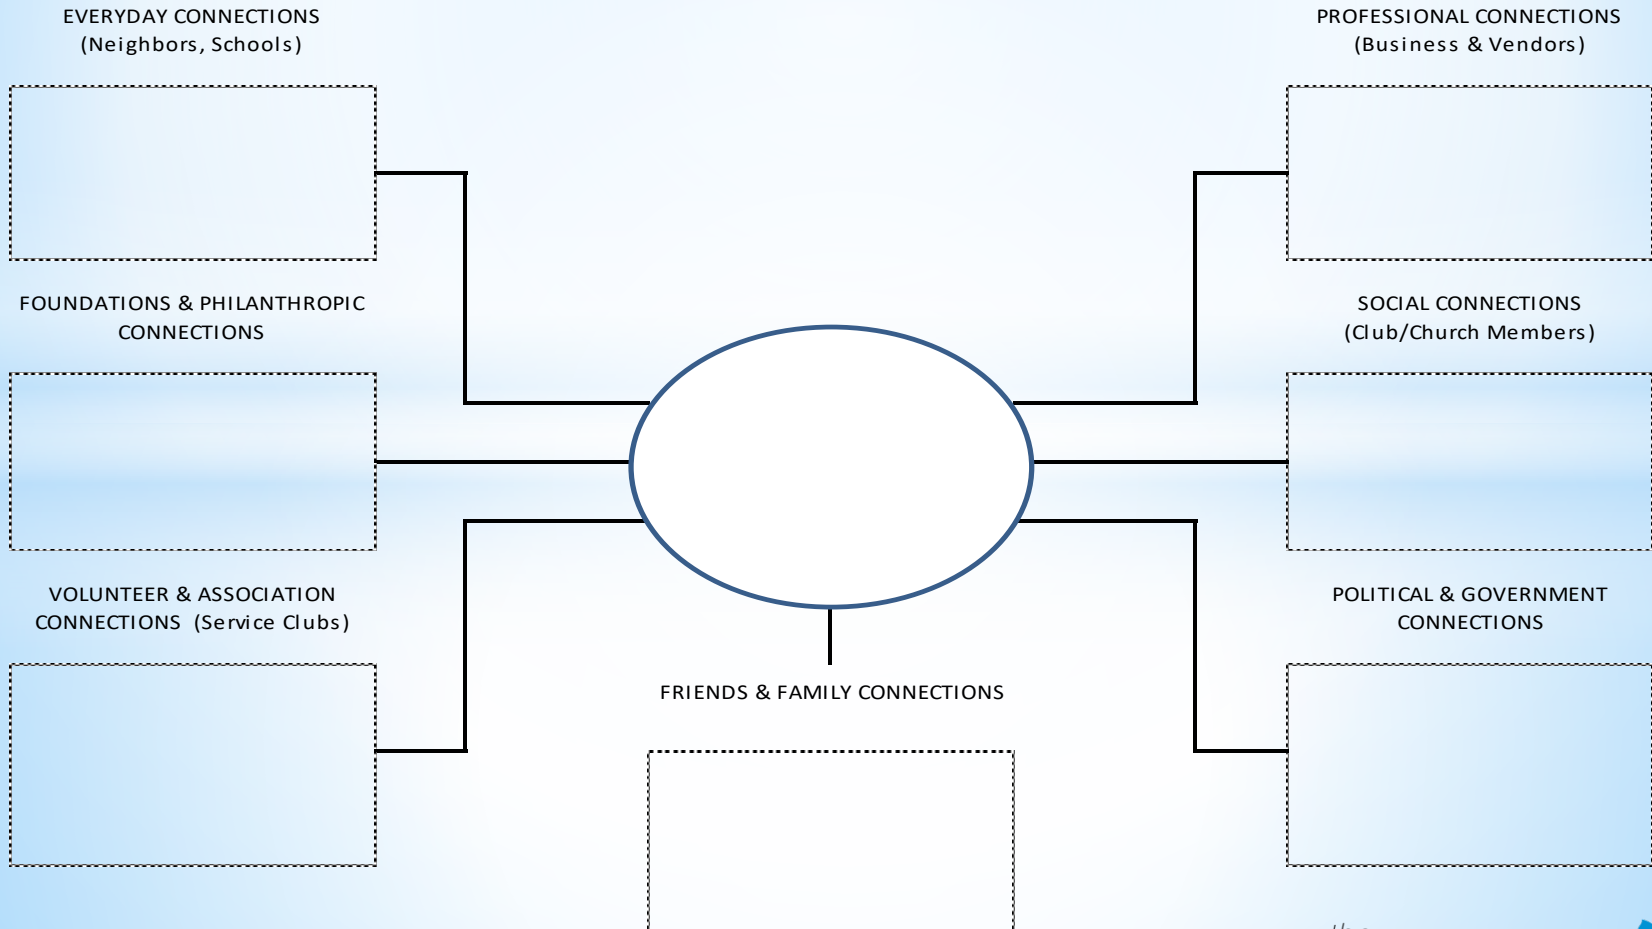 EVERYDAY CONNECTIONS
(Neighbors, Schools)
PROFESSIONAL CONNECTIONS
(Business & Vendors)
FOUNDATIONS & PHILANTHROPIC
CONNECTIONS
SOCIAL CONNECTIONS
(Club/Church Members)
VOLUNTEER & ASSOCIATION
CONNECTIONS (Service Clubs)
POLITICAL & GOVERNMENT
CONNECTIONS
FRIENDS & FAMILY CONNECTIONS